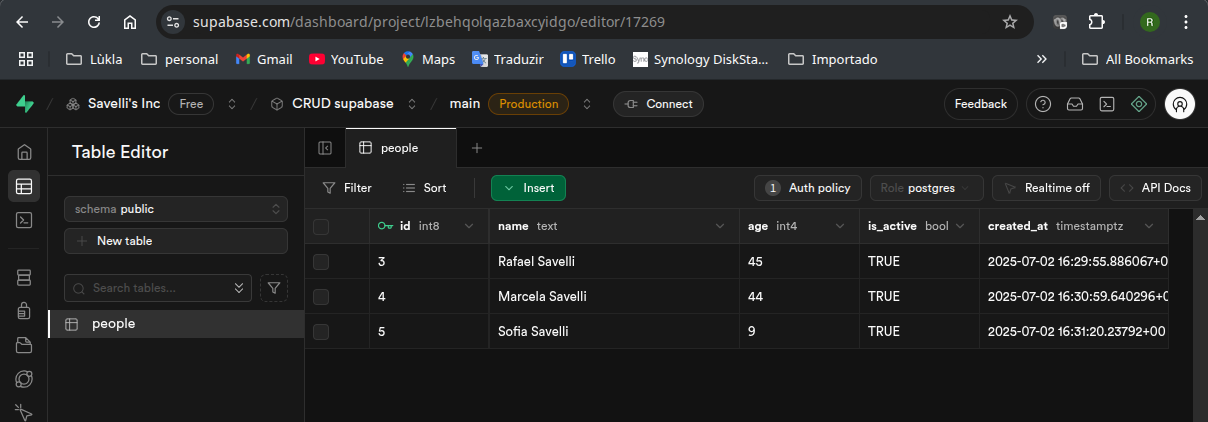 supabase.com/dashboard/project/lzbehqolqazbaxcyidgo/editor/17269
R
Lùkla personal Gmail YouTube Maps Traduzir Trello Synology DiskSta... Importado » All Bookmarks
Savelli's Inc Free / CRUD supabase / main Production Connect Feedback
Table Editor
people
Filter Sort Insert 1 Auth policy Role postgres Realtime off API Docs
schema public
New table
Search tables...
people
id int8 name text age int4 is_active bool created_at timestamptz
3 Rafael Savelli 45 TRUE 2025-07-02 16:29:55.886067+0
4 Marcela Savelli 44 TRUE 2025-07-02 16:30:59.640296+0
5 Sofia Savelli 9 TRUE 2025-07-02 16:31:20.23792+00